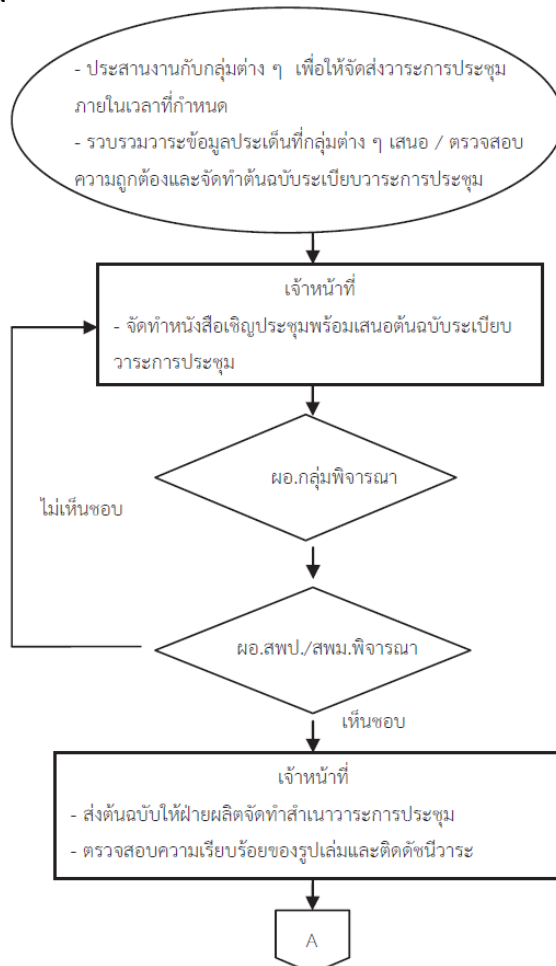 - ประสานงานกับกลุ่มต่าง ๆ เพื่อให้จัดส่งวาระการประชุม
ภายในเวลาที่กำหนด
- รวบรวมวาระข้อมูลประเด็นที่กลุ่มต่าง ๆ เสนอ / ตรวจสอบ
ความถูกต้องและจัดทำต้นฉบับระเบียบวาระการประชุม
เจ้าหน้าที่
- จัดทำหนังสือเชิญประชุมพร้อมเสนอต้นฉบับระเบียบ
วาระการประชุม
ผอ.กลุ่มพิจารณา
ไม่เห็นชอบ
ผอ.สพป./สพม.พิจารณา
เห็นชอบ
เจ้าหน้าที่
- ส่งต้นฉบับให้ฝ่ายผลิตจัดทำสำเนาวาระการประชุม
- ตรวจสอบความเรียบร้อยของรูปเล่มและติดดัชนีวาระ
A